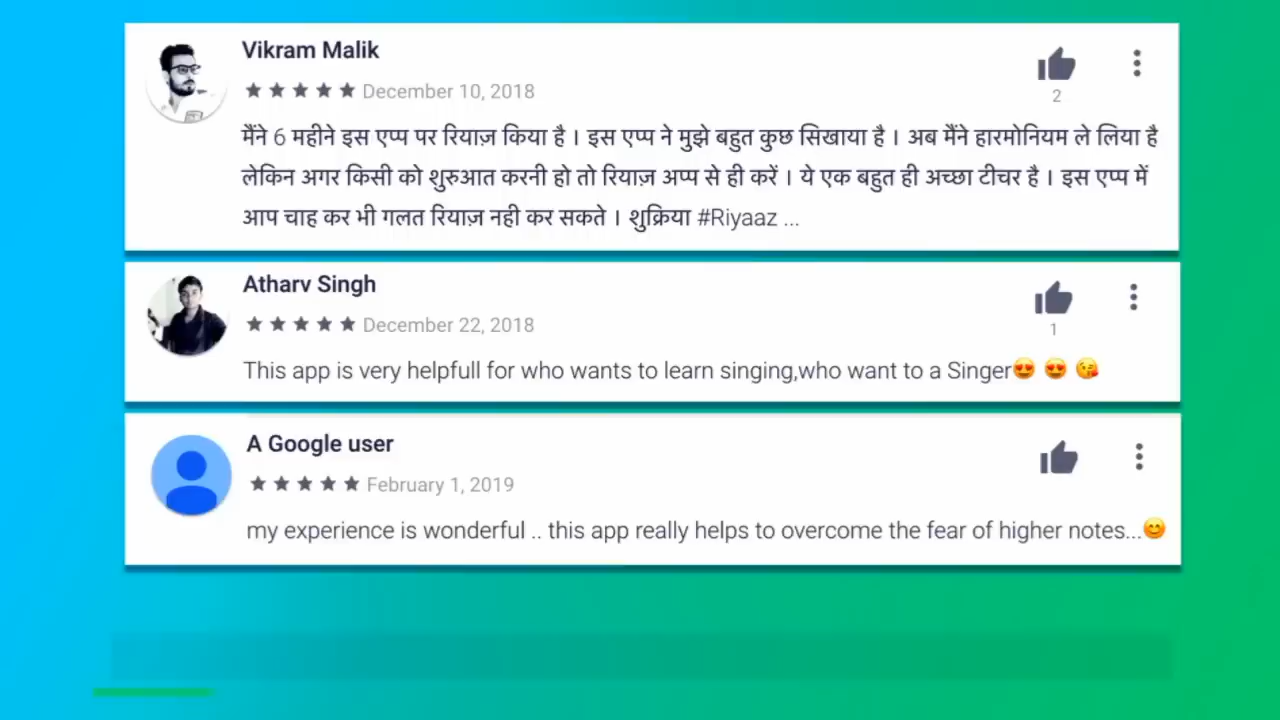 Vikram Malik
December 10, 2018
2
मैंने 6 महीने इस एप्प पर रियाज़ किया है । इस एप्प ने मुझे बहुत कुछ सिखाया है । अब मैंने हारमोनियम ले लिया है
लेकिन अगर किसी को शुरुआत करनी हो तो रियाज़ अप्प से ही करें । ये एक बहुत ही अच्छा टीचर है । इस एप्प में
आप चाह कर भी गलत रियाज़ नही कर सकते । शुक्रिया #Riyaaz ...
Atharv Singh
December 22, 2018
1
This app is very helpfull for who wants to learn singing,who want to a Singer😍 😍 😘
A Google user
February 1, 2019
my experience is wonderful .. this app really helps to overcome the fear of higher notes...😊